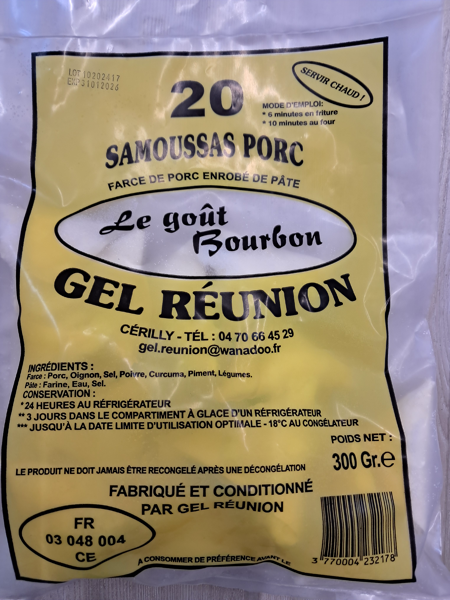 LOT 10202417
EXP 31012026
20
SERVIR CHAUD !
MODE D'EMPLOI:
* 6 minutes en friture
* 10 minutes au four
SAMOUSSAS PORC
FARCE DE PORC ENROBÉ DE PÂTE
Le goût
Bourbon
GEL RÉUNION
CÉRILLY - TÉL : 04 70 66 45 29
gel.reunion@wanadoo.fr
INGRÉDIENTS :
Farce : Porc, Oignon, Sel, Poivre, Curcuma, Piment, Légumes.
Pâte : Farine, Eau, Sel.
CONSERVATION :
* 24 HEURES AU RÉFRIGÉRATEUR
** 3 JOURS DANS LE COMPARTIMENT À GLACE D'UN RÉFRIGÉRATEUR
*** JUSQU'À LA DATE LIMITE D'UTILISATION OPTIMALE - 18°C AU CONGÉLATEUR
POIDS NET :
300 Gr.℮
LE PRODUIT NE DOIT JAMAIS ÊTRE RECONGELÉ APRÈS UNE DÉCONGÉLATION
FABRIQUÉ ET CONDITIONNÉ
PAR GEL RÉUNION
FR
03 048 004
CE
A CONSOMMER DE PRÉFÉRENCE AVANT LE
3 770004 232178